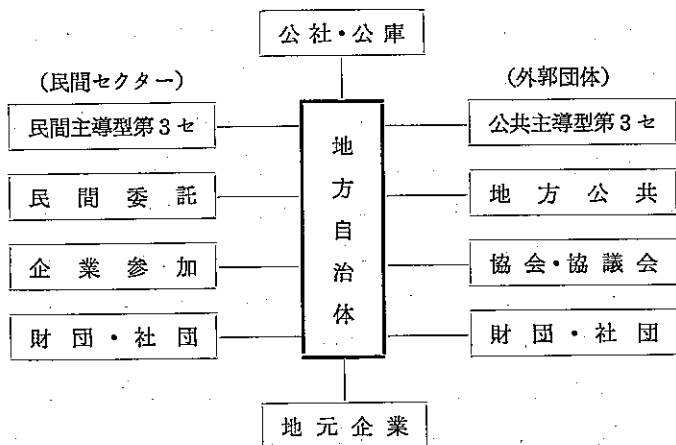 公社・公庫
(民間セクター)
(外郭団体)
民間主導型第3セ
公共主導型第3セ
民間委託
地方公共
企業参加
協会・協議会
財団・社団
財団・社団
地方自治体
地元企業